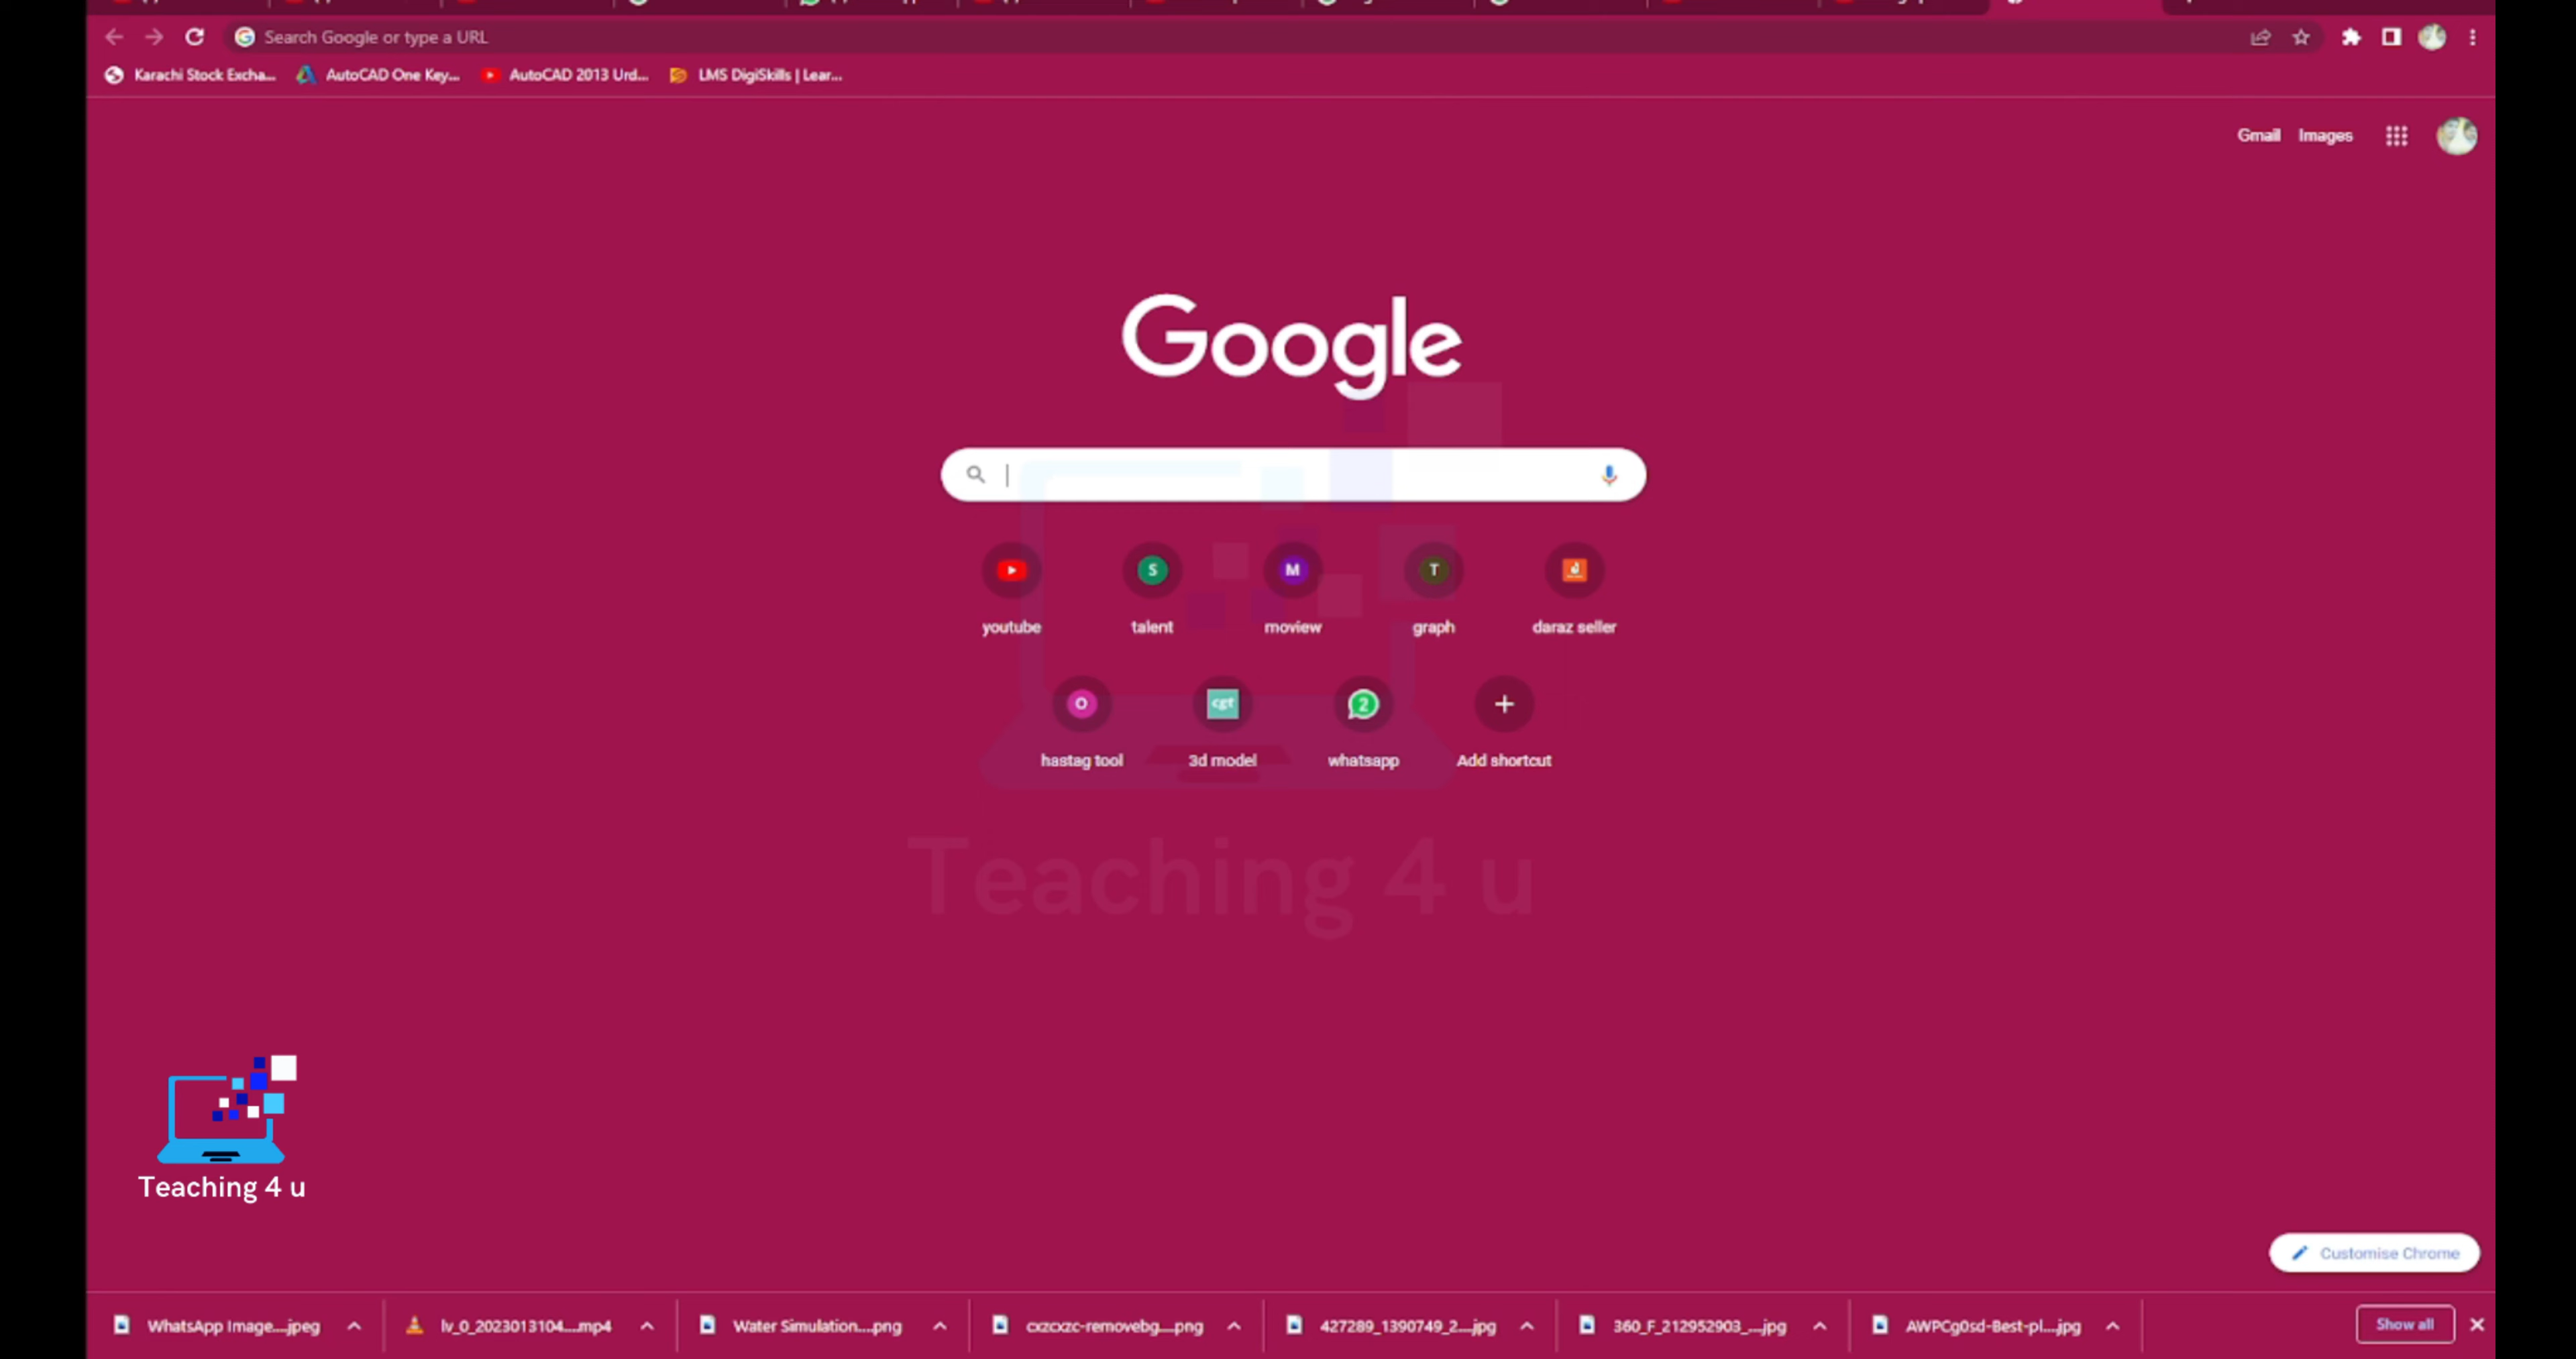 Search Google or type a URL
Karachi Stock Excha... AutoCAD One Key... AutoCAD 2013 Urd... LMS DigiSkills | Lear...
Gmail Images
Google
youtube talent moview graph daraz seller
hastag tool 3d model whatsapp Add shortcut
Teaching 4 u
Teaching 4 u
Customise Chrome
WhatsApp Image....jpeg lv_0_2023013104....mp4 Water Simulation....png cxzcxzc-removebg....png 427289_1390749_2....jpg 360_F_212952903_....jpg AWPCg0sd-Best-pl....jpg Show all